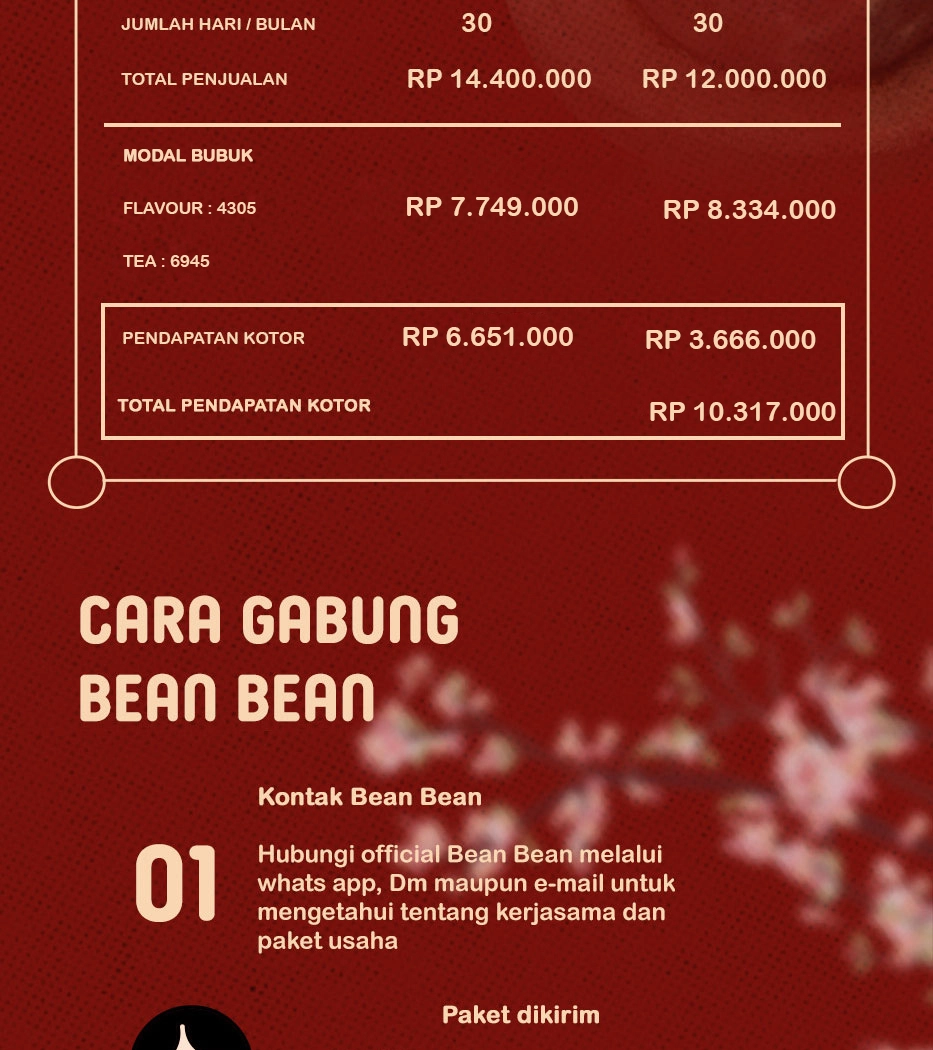 JUMLAH HARI / BULAN 30 30
TOTAL PENJUALAN RP 14.400.000 RP 12.000.000
MODAL BUBUK
FLAVOUR : 4305 RP 7.749.000 RP 8.334.000
TEA : 6945
PENDAPATAN KOTOR RP 6.651.000 RP 3.666.000
TOTAL PENDAPATAN KOTOR RP 10.317.000
CARA GABUNG
BEAN BEAN
01
Kontak Bean Bean
Hubungi official Bean Bean melalui
whats app, Dm maupun e-mail untuk
mengetahui tentang kerjasama dan
paket usaha
Paket dikirim